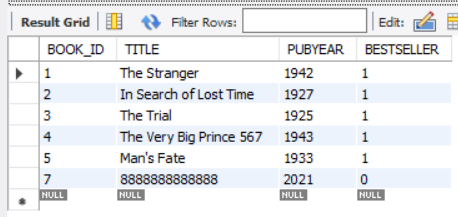 Result Grid Filter Rows: Edit:
BOOK_ID TITLE PUBYEAR BESTSELLER
1 The Stranger 1942 1
2 In Search of Lost Time 1927 1
3 The Trial 1925 1
4 The Very Big Prince 567 1943 1
5 Man's Fate 1933 1
7 8888888888888 2021 0
NULL NULL NULL NULL